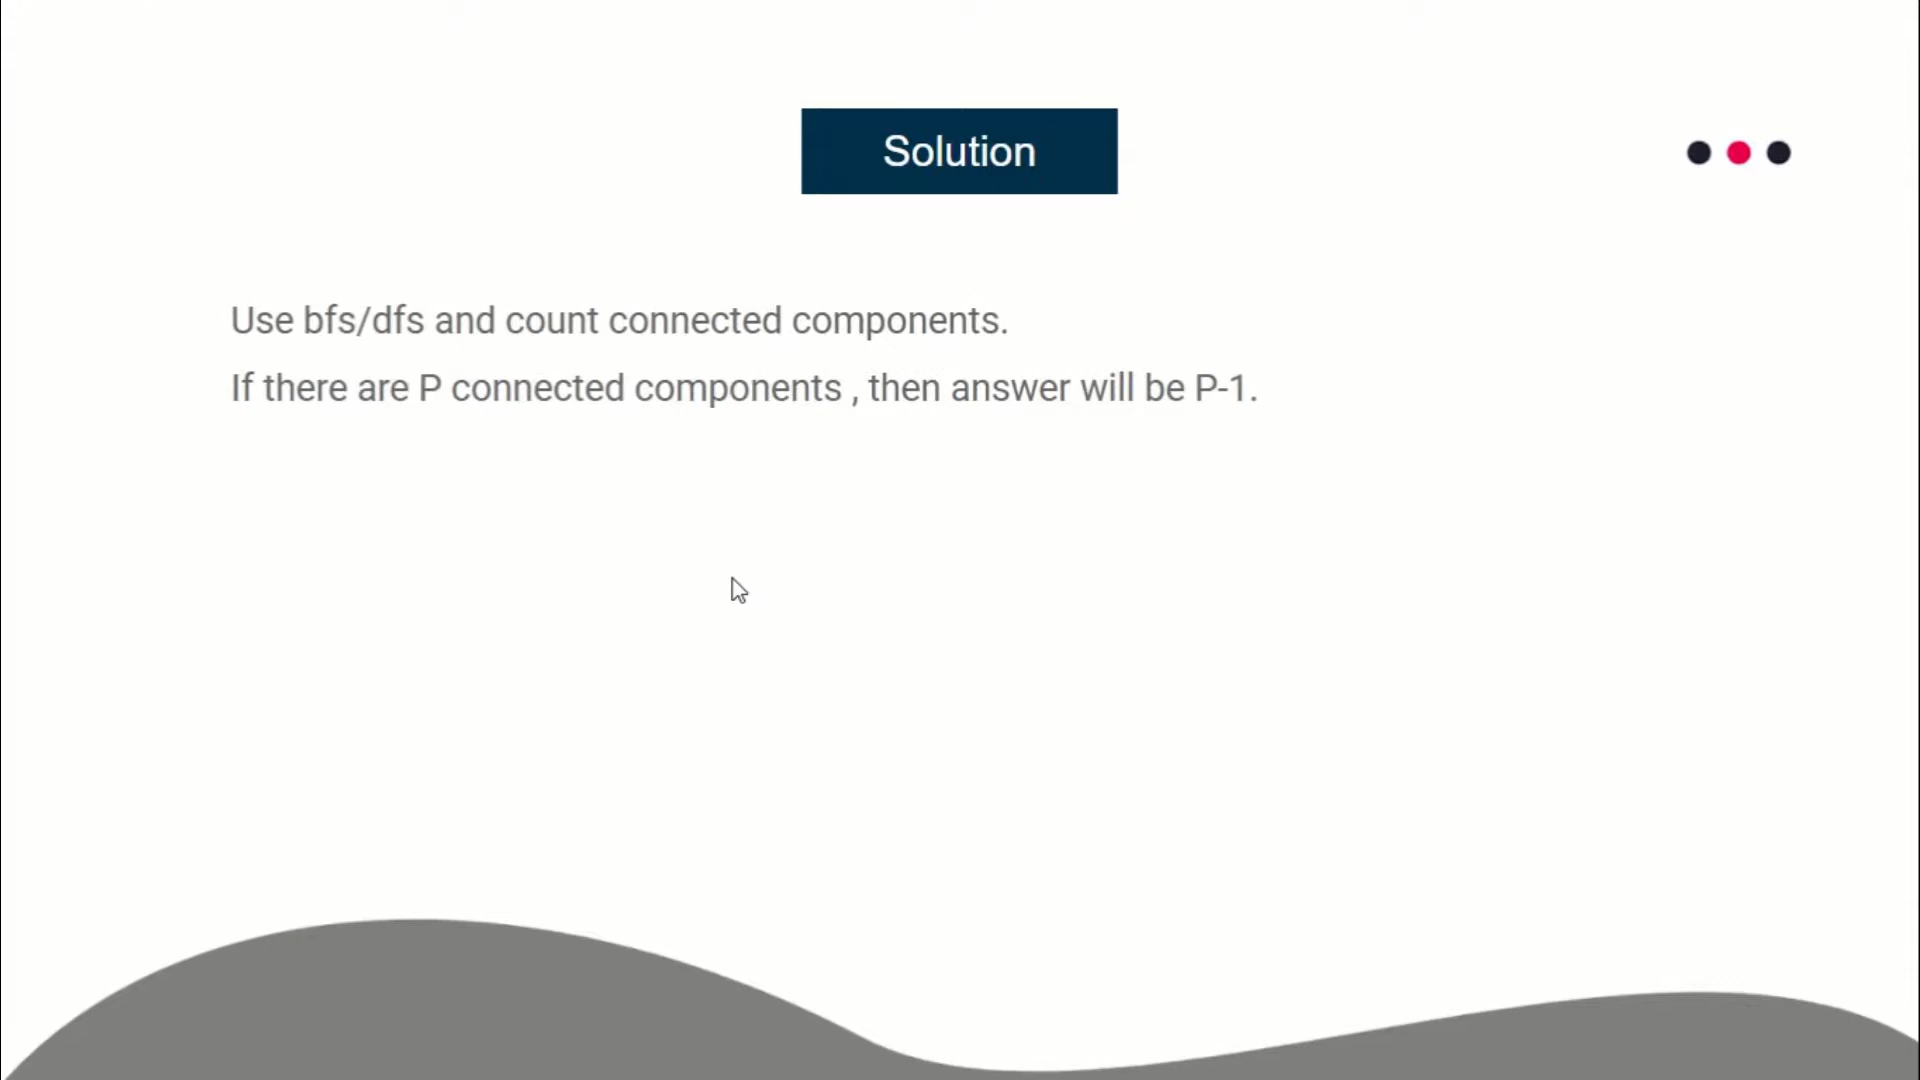 Solution
Use bfs/dfs and count connected components.
If there are P connected components , then answer will be P-1.